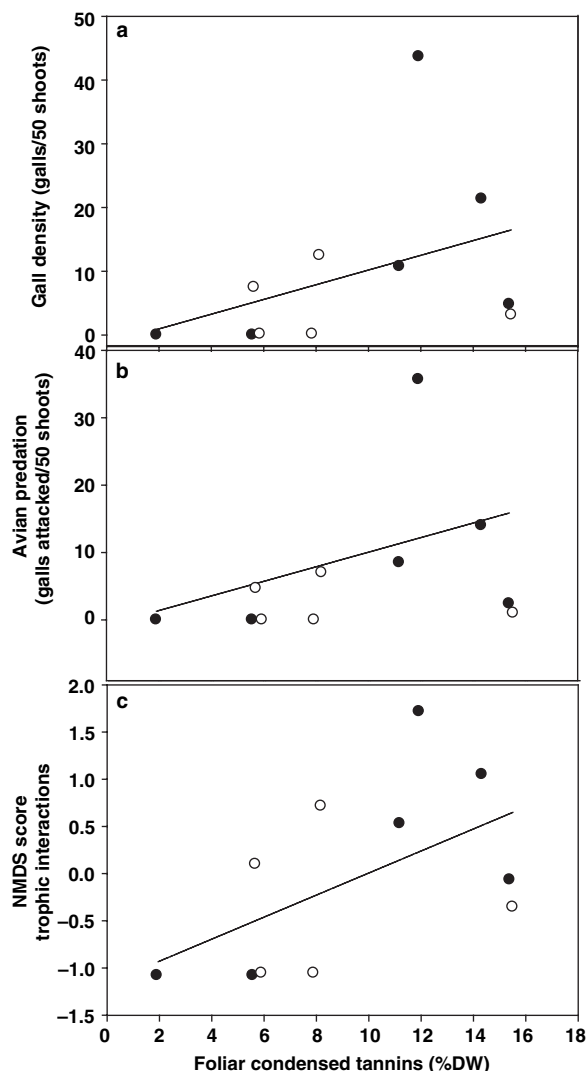 a
50
40
30
20
10
0
Gall density (galls/50 shoots)
b
40
30
20
10
0
Avian predation
(galls attacked/50 shoots)
c
2.0
1.5
1.0
0.5
0.0
−0.5
−1.0
−1.5
NMDS score
trophic interactions
0 2 4 6 8 10 12 14 16 18
Foliar condensed tannins (%DW)